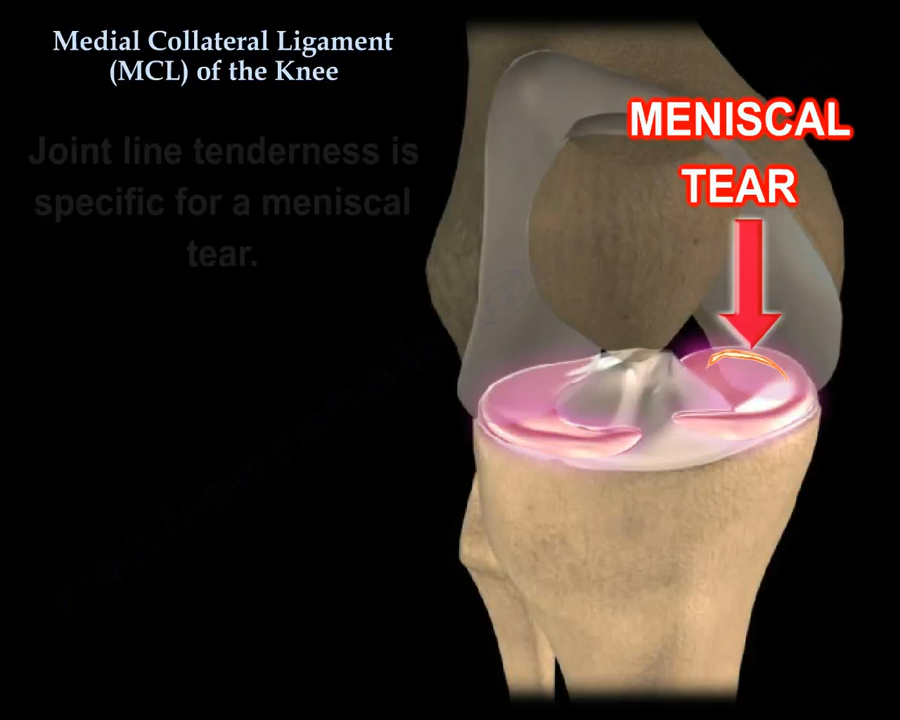 Medial Collateral Ligament
(MCL) of the Knee
Joint line tenderness is
specific for a meniscal
tear.
MENISCAL
TEAR